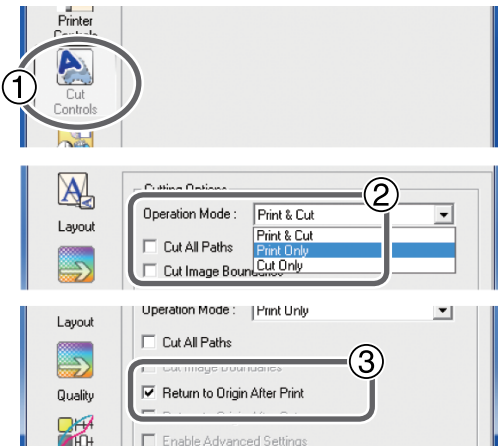 Printer
Controls
1
Cut
Controls
Layout
Cutting Options
2
Operation Mode :
Print & Cut
Print & Cut
Print Only
Cut Only
Cut All Paths
Cut Image Boundaries
Layout
Operation Mode :
Print Only
Cut All Paths
Cut Image Boundaries
3
Quality
Return to Origin After Print
Enable Advanced Settings